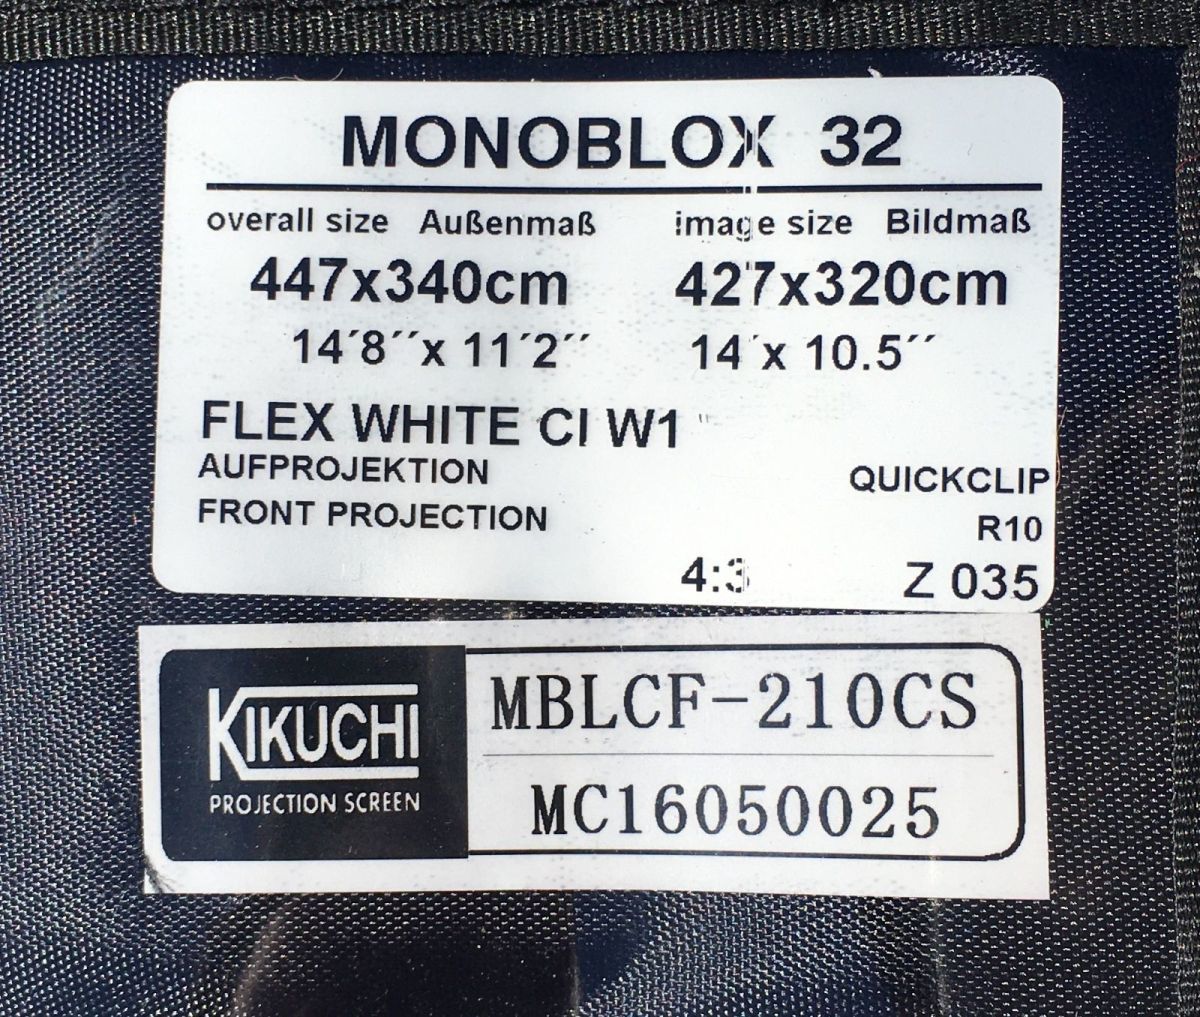 MONOBLOX 32
overall size Außenmaß image size Bildmaß
447x340cm 427x320cm
14´8´´x 11´2´´ 14´x 10.5´´
FLEX WHITE CI W1
AUFPROJEKTION
QUICKCLIP
FRONT PROJECTION
R10
4:3 Z 035
KIKUCHI
PROJECTION SCREEN
MBLCF-210CS
MC16050025